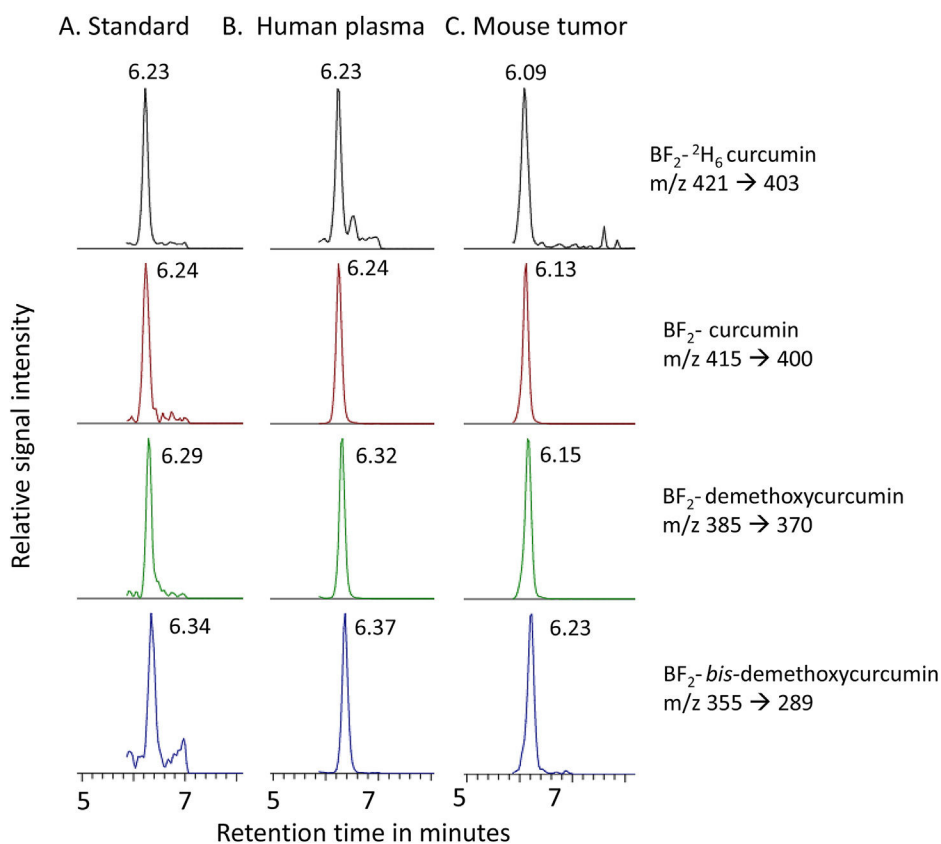 A. Standard
B. Human plasma
C. Mouse tumor
6.23
6.23
6.09
BF₂-²H₆ curcumin
m/z 421 → 403
6.24
6.24
6.13
BF₂- curcumin
m/z 415 → 400
6.29
6.32
6.15
BF₂- demethoxycurcumin
m/z 385 → 370
6.34
6.37
6.23
BF₂- bis-demethoxycurcumin
m/z 355 → 289
Relative signal intensity
5 7 5 7 5 7
Retention time in minutes